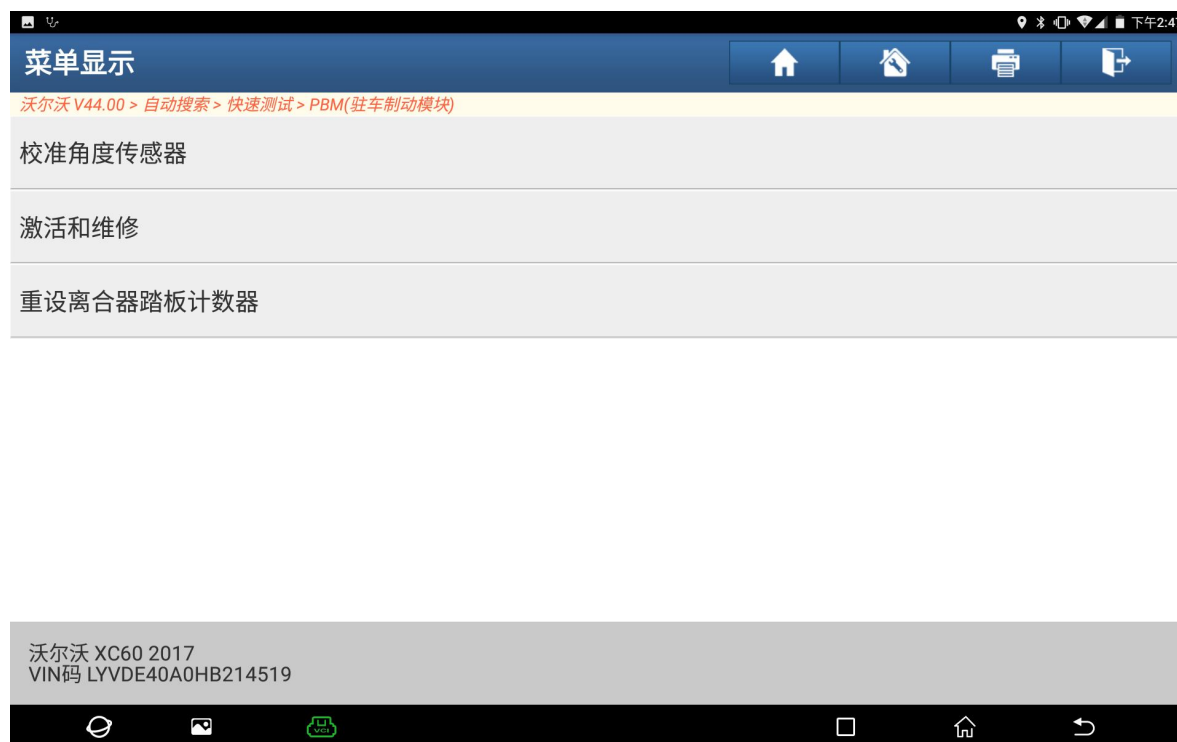 下午2:47
菜单显示
沃尔沃 V44.00 > 自动搜索 > 快速测试 > PBM(驻车制动模块)
校准角度传感器
激活和维修
重设离合器踏板计数器
沃尔沃 XC60 2017
VIN码 LYVDE40A0HB214519
VCI